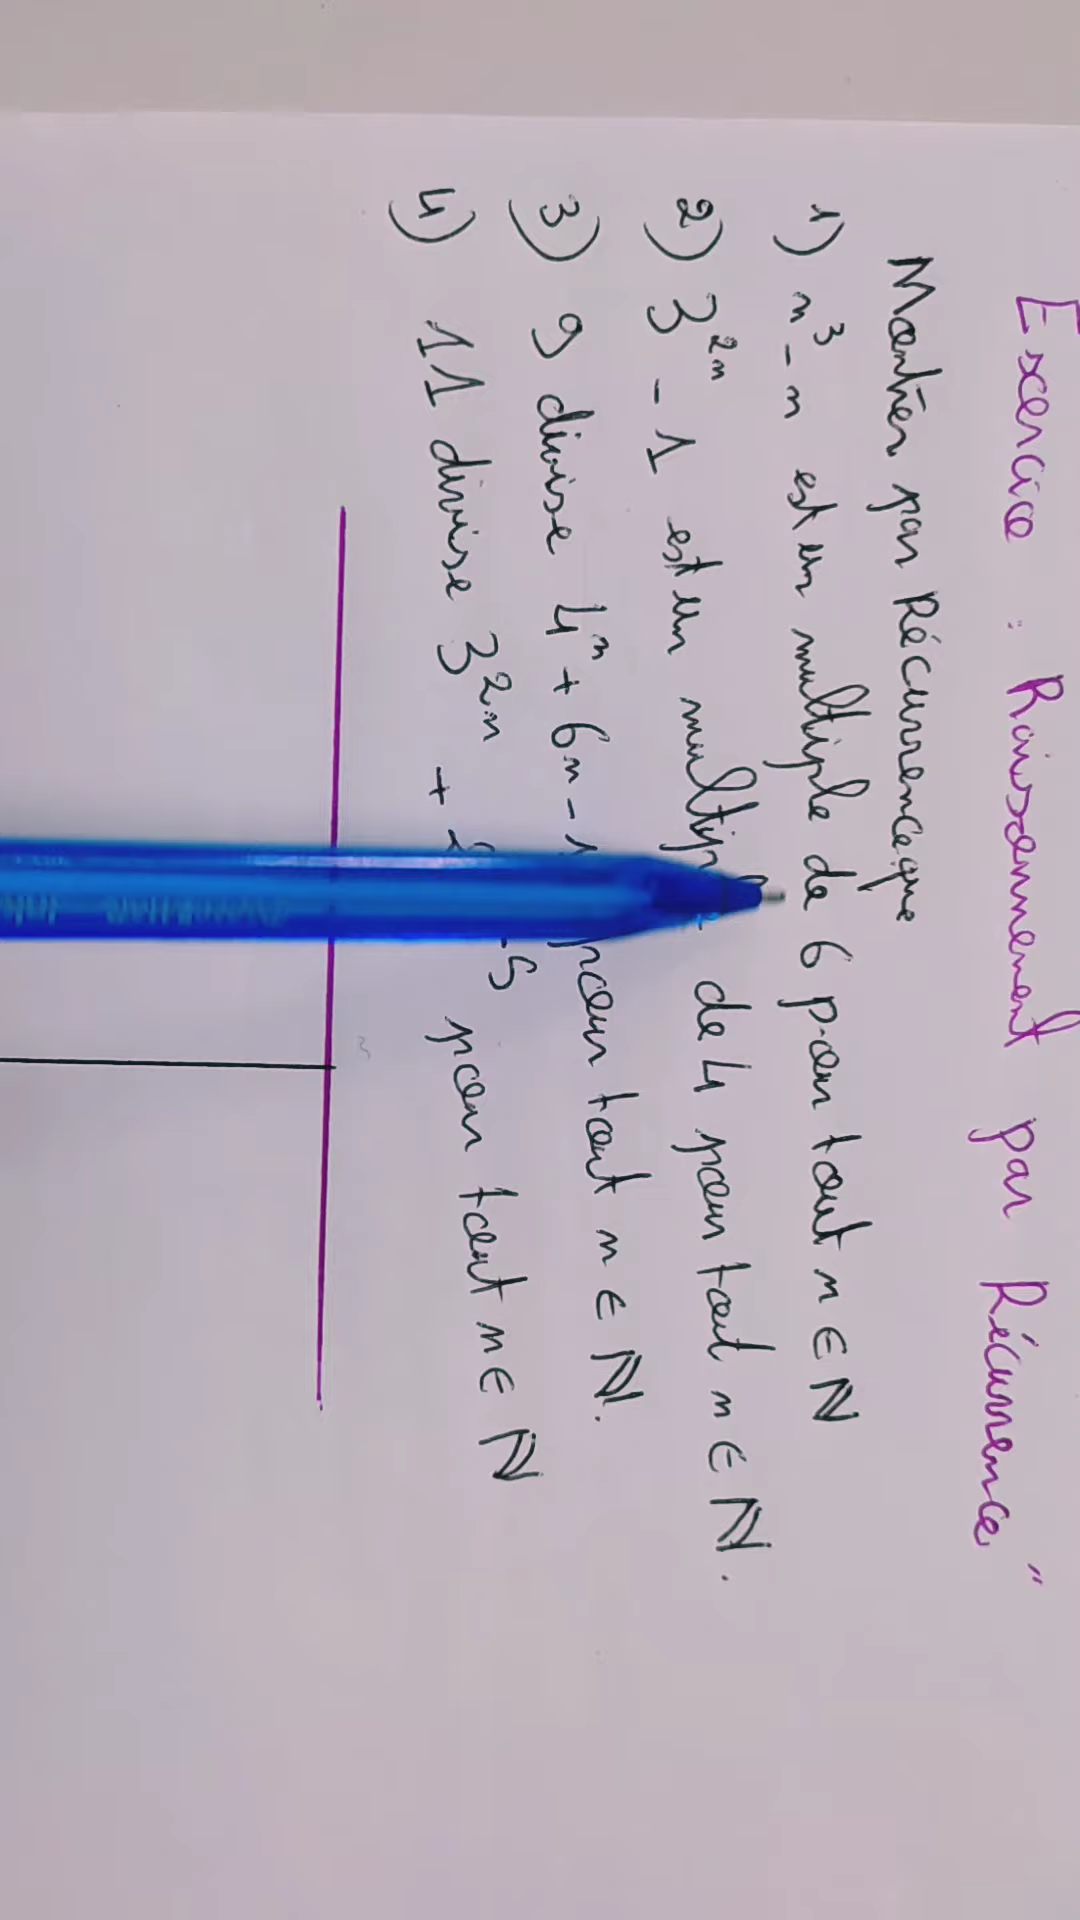 Exercice : Raisonnement par Récurrence"
Montrer par Récurrence que
1) n³ - n est un multiple de 6 pour tout n ∈ ℕ
2) 3²ⁿ - 1 est un de 4 pour tout n ∈ ℕ.
3) 9 divise 4ⁿ + 6n - 1 pour tout n ∈ ℕ.
4) 11 divise 3²ⁿ + pour tout n ∈ ℕ